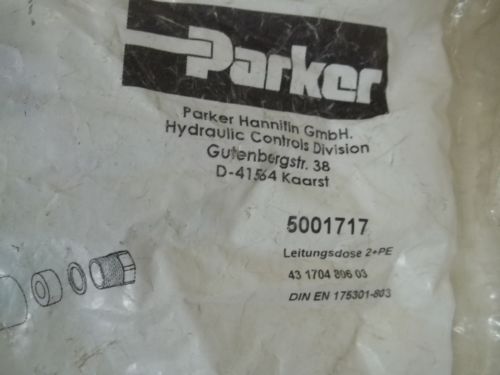 Parker
Parker Hannifin GmbH.
Hydraulic Controls Division
Gutenbergstr. 38
D-41564 Kaarst
5001717
Leitungsdose 2+PE
43 1704 806 03
DIN EN 175301-803